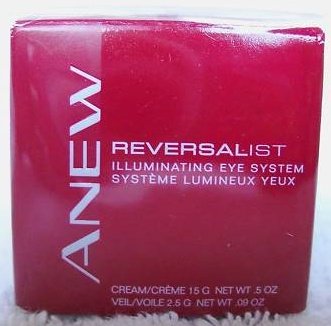 ANEW
REVERSALIST
ILLUMINATING EYE SYSTEM
SYSTÈME LUMINEUX YEUX
CREAM/CRÈME 15 G NET WT .5 OZ
VEIL/VOILE 2.5 G NET WT .09 OZ